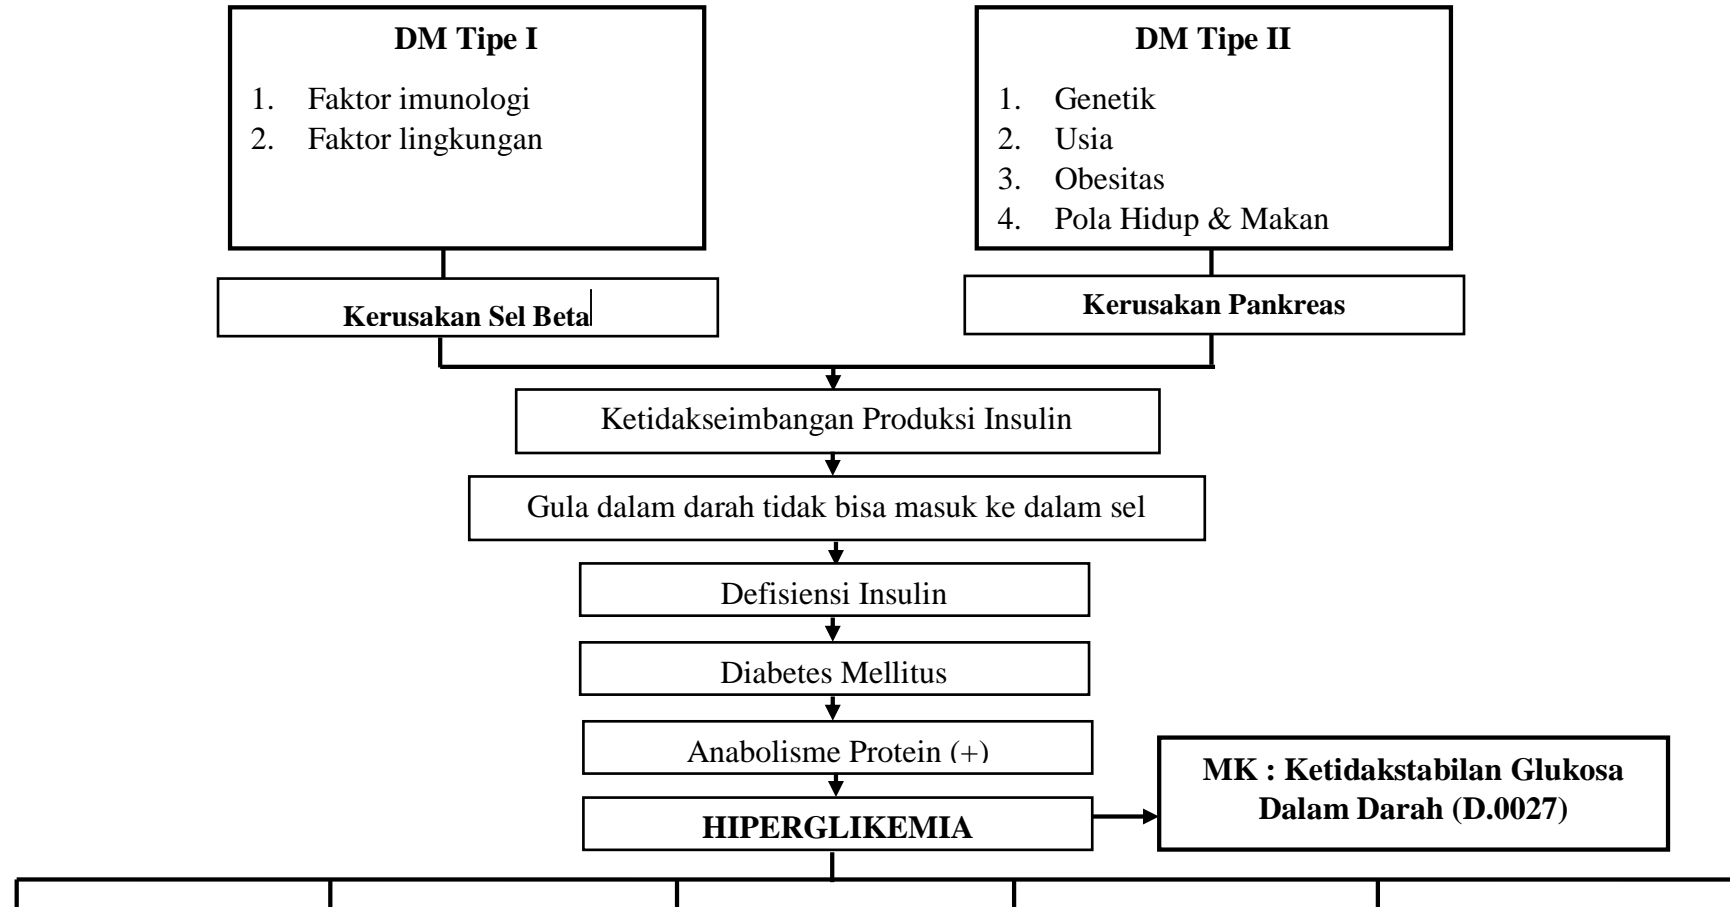 DM Tipe I
1. Faktor imunologi
2. Faktor lingkungan
DM Tipe II
1. Genetik
2. Usia
3. Obesitas
4. Pola Hidup & Makan
Kerusakan Sel Beta
Kerusakan Pankreas
Ketidakseimbangan Produksi Insulin
Gula dalam darah tidak bisa masuk ke dalam sel
Defisiensi Insulin
Diabetes Mellitus
Anabolisme Protein (+)
HIPERGLIKEMIA
MK : Ketidakstabilan Glukosa
Dalam Darah (D.0027)